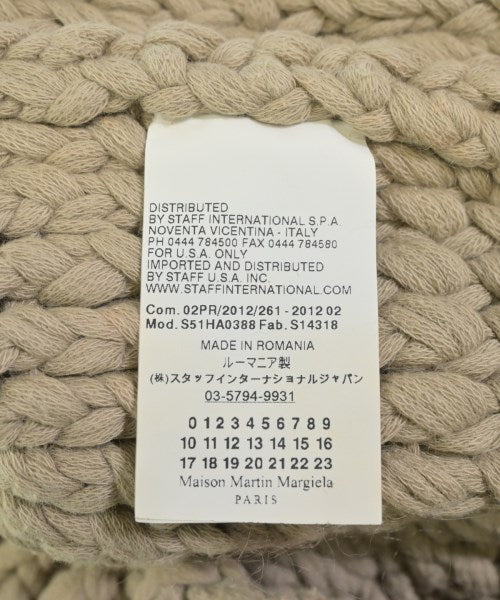 DISTRIBUTED
BY STAFF INTERNATIONAL S.P.A.
NOVENTA VICENTINA - ITALY
PH 0444 784500 FAX 0444 784580
FOR U.S.A. ONLY
IMPORTED AND DISTRIBUTED
BY STAFF U.S.A. INC.
WWW.STAFFINTERNATIONAL.COM
Com. 02PR/2012/261 - 2012 02
Mod. S51HA0388 Fab. S14318
MADE IN ROMANIA
ルーマニア製
(株)スタッフインターナショナルジャパン
03-5794-9931
0 1 2 3 4 5 6 7 8 9
10 11 12 13 14 15 16
17 18 19 20 21 22 23
Maison Martin Margiela
PARIS